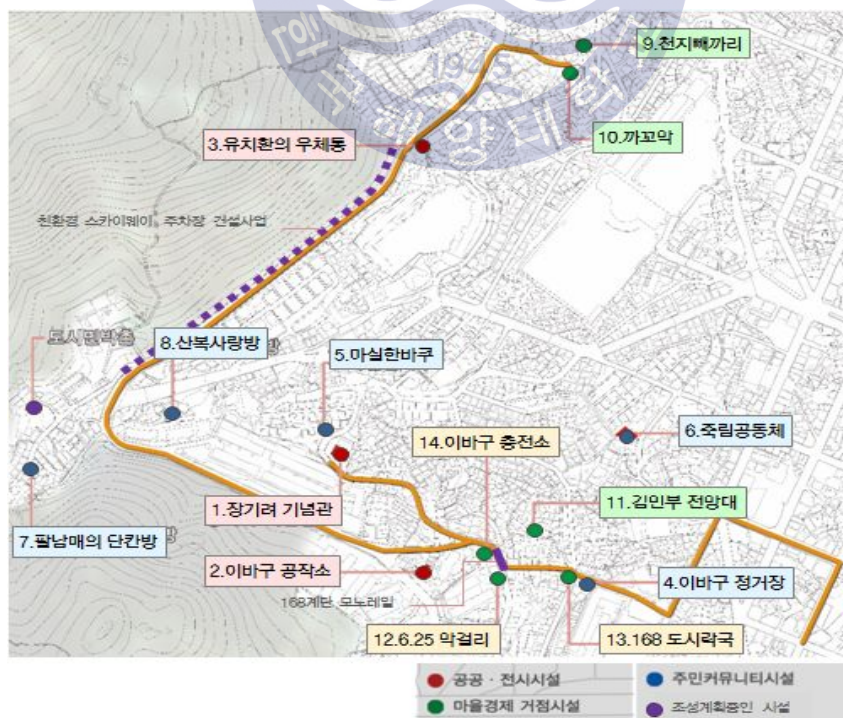 1945
9.천지빼까리
10.까꼬막
3.유치환의 우체통
친환경 스카이웨이, 주차장 건설사업
도시민박촌
8.산복사랑방
5.마실한바쿠
14.이바구 충전소
6.죽림공동체
1.장기려 기념관
11.김민부 전망대
7.팔남매의 단칸방
2.이바구 공작소
168계단 모노레일
4.이바구 정거장
12.6.25 막걸리
13.168 도시락국
공공·전시시설
주민커뮤니티시설
마을경제 거점시설
조성계획중인 시설